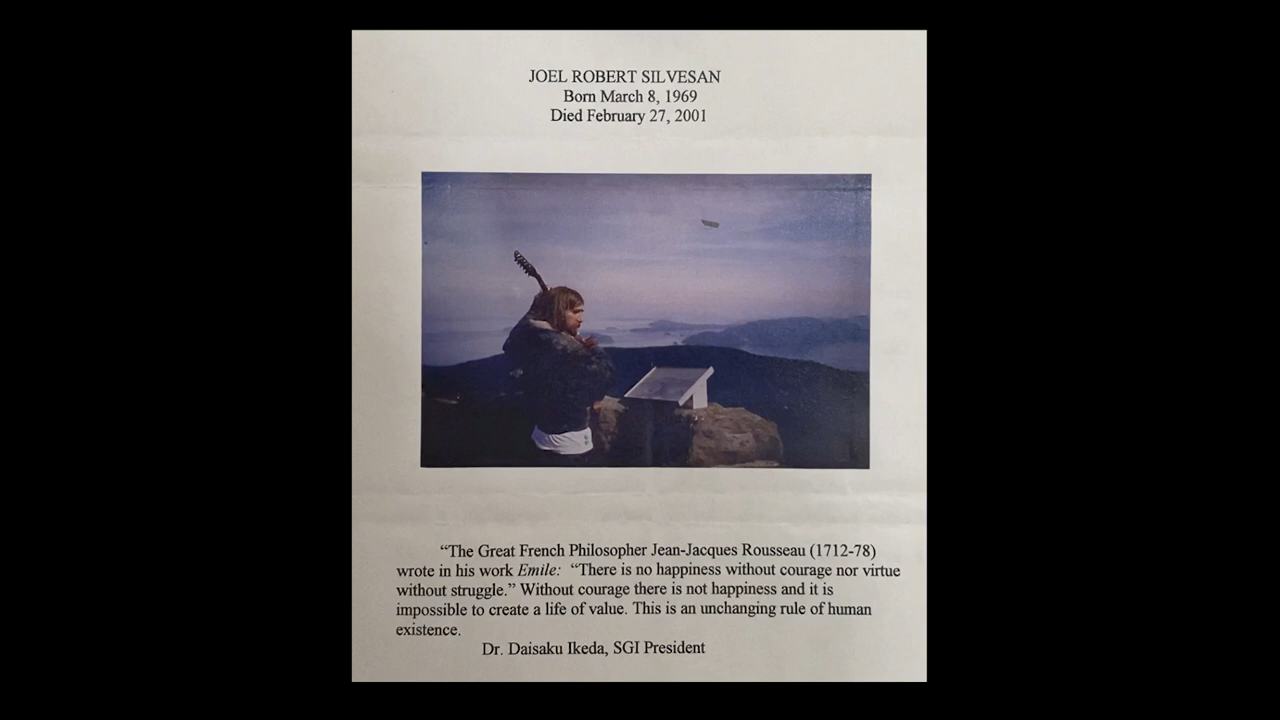 JOEL ROBERT SILVESAN
Born March 8, 1969
Died February 27, 2001
“The Great French Philosopher Jean-Jacques Rousseau (1712-78)
wrote in his work Emile: “There is no happiness without courage nor virtue
without struggle.” Without courage there is not happiness and it is
impossible to create a life of value. This is an unchanging rule of human
existence.
Dr. Daisaku Ikeda, SGI President